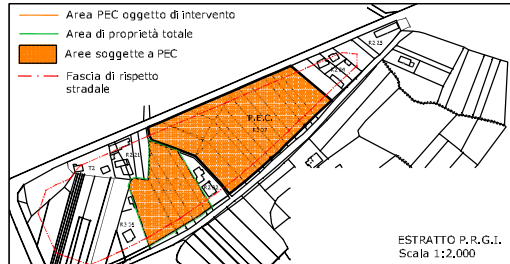 Area PEC oggetto di intervento
Area di proprietà totale
Aree soggette a PEC
Fascia di rispetto
stradale
P.E.C.
T2
ESTRATTO P.R.G.I.
Scala 1:2.000